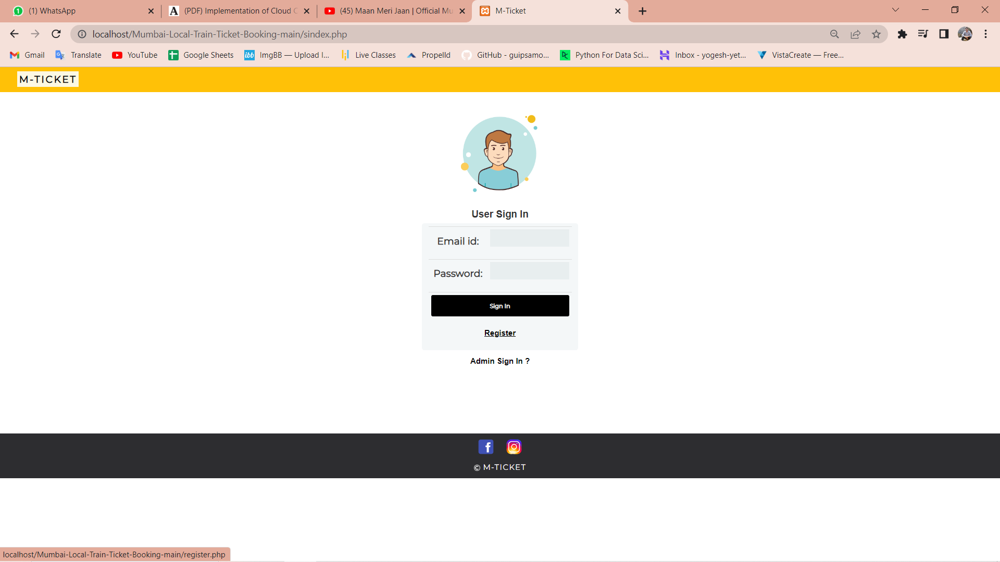 (1) WhatsApp
(PDF) Implementation of Cloud C
(45) Maan Meri Jaan | Official Mu
M-Ticket
localhost/Mumbai-Local-Train-Ticket-Booking-main/sindex.php
Gmail
Translate
YouTube
Google Sheets
ibb
ImgBB — Upload I...
Live Classes
Propelld
GitHub - guipsamo...
Python For Data Sci...
Inbox - yogesh-yet...
VistaCreate — Free...
M-TICKET
User Sign In
Email id:
Password:
Sign In
Register
Admin Sign In ?
© M-TICKET
localhost/Mumbai-Local-Train-Ticket-Booking-main/register.php